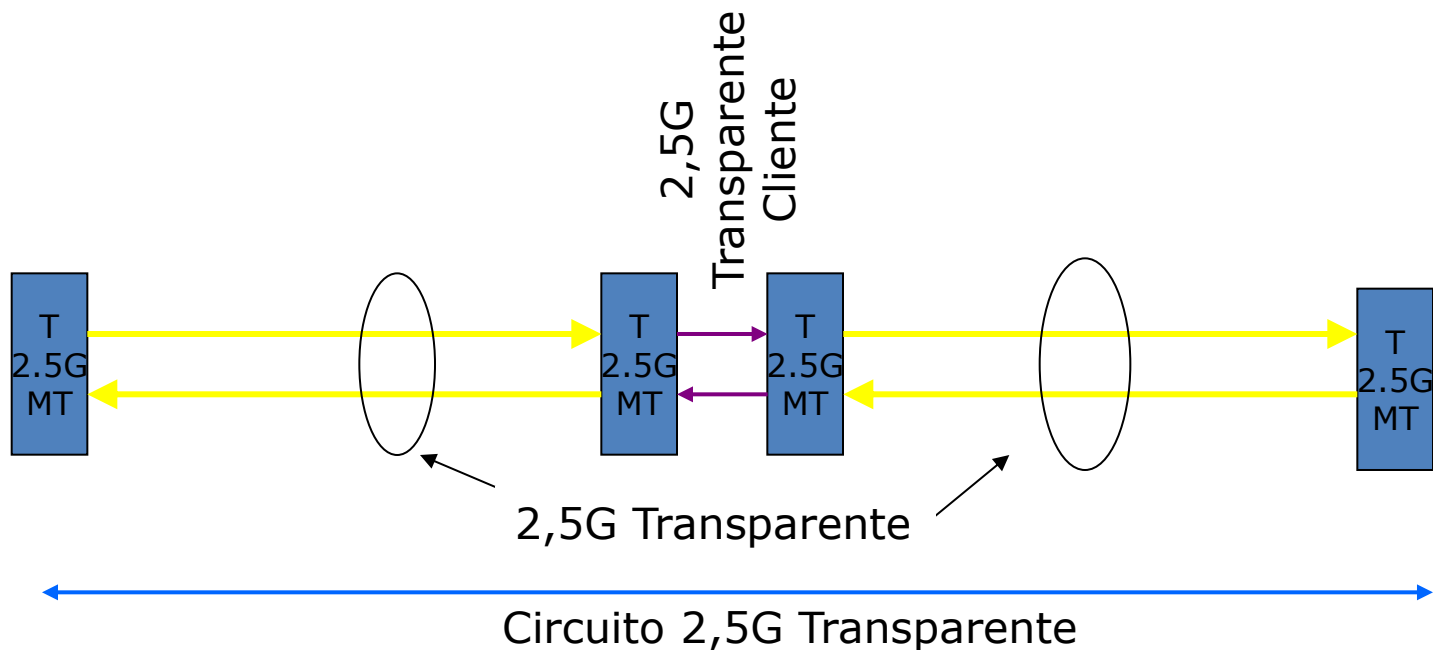 2,5G
Transparente
Cliente
T
2.5G
MT
T
2.5G
MT
T
2.5G
MT
T
2.5G
MT
2,5G Transparente
Circuito 2,5G Transparente